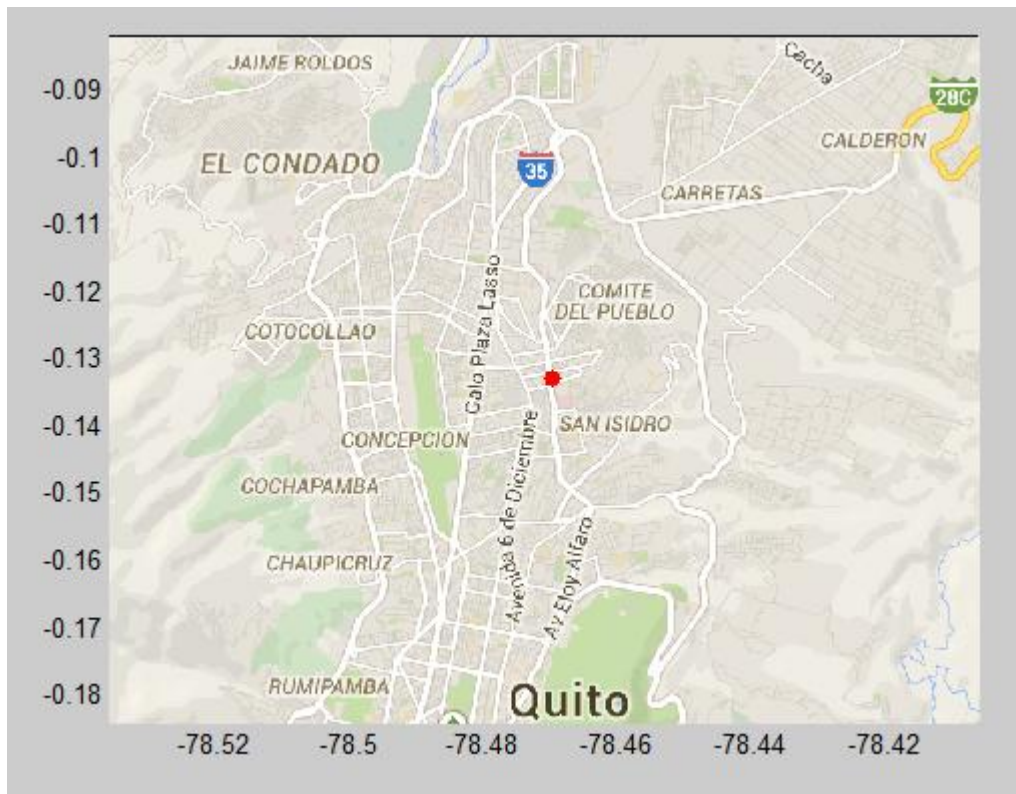 Cacha
JAIME ROLDOS
-0.09
28C
CALDERON
-0.1
EL CONDADO
35
CARRETAS
-0.11
-0.12
COMITE
DEL PUEBLO
Galo Plaza Lasso
COTOCOLLAO
-0.13
-0.14
SAN ISIDRO
CONCEPCION
Avenida 6 de Diciembre
COCHAPAMBA
-0.15
Av Eloy Alfaro
-0.16
CHAUPICRUZ
-0.17
RUMIPAMBA
-0.18
Quito
-78.52
-78.5
-78.48
-78.46
-78.44
-78.42